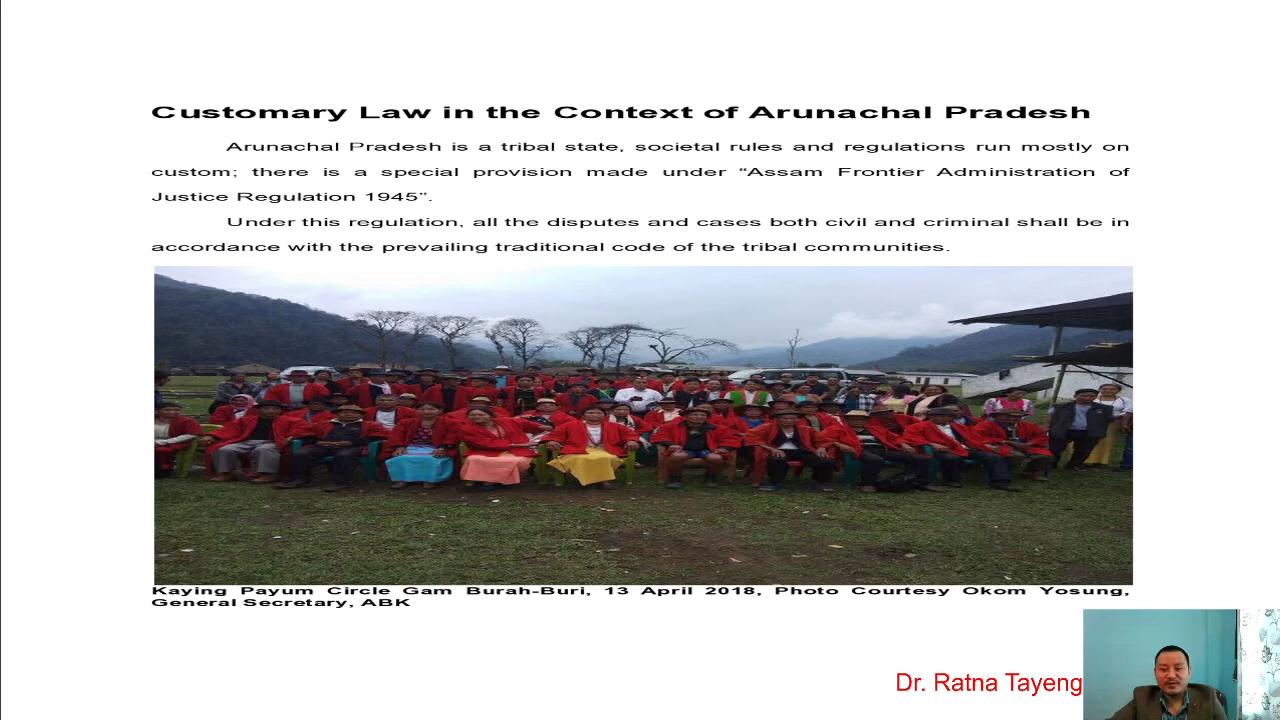 Customary Law in the Context of Arunachal Pradesh
Arunachal Pradesh is a tribal state, societal rules and regulations run mostly on
custom; there is a special provision made under “Assam Frontier Administration of
Justice Regulation 1945”.
Under this regulation, all the disputes and cases both civil and criminal shall be in
accordance with the prevailing traditional code of the tribal communities.
Kaying Payum Circle Gam Burah-Buri, 13 April 2018, Photo Courtesy Okom Yosung,
General Secretary, ABK
Dr. Ratna Tayeng